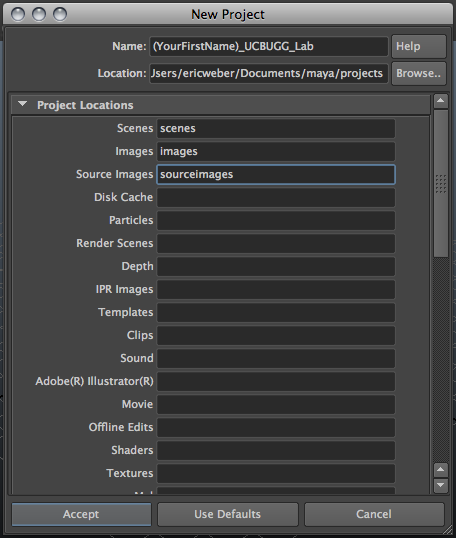 New Project
Name: (YourFirstName)_UCBUGG_Lab Help
Location: Jsers/ericweber/Documents/maya/projects Browse..
Project Locations
Scenes scenes
Images images
Source Images sourceimages
Disk Cache
Particles
Render Scenes
Depth
IPR Images
Templates
Clips
Sound
Adobe(R) Illustrator(R)
Movie
Offline Edits
Shaders
Textures
Accept Use Defaults Cancel